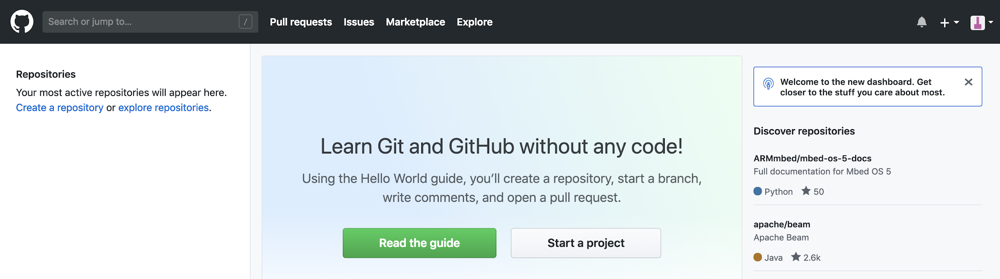 Search or jump to... /
Pull requests Issues Marketplace Explore
Repositories
Your most active repositories will appear here.
Create a repository or explore repositories.
Learn Git and GitHub without any code!
Using the Hello World guide, you’ll create a repository, start a branch,
write comments, and open a pull request.
Read the guide
Start a project
Welcome to the new dashboard. Get
closer to the stuff you care about most.
Discover repositories
ARMmbed/mbed-os-5-docs
Full documentation for Mbed OS 5
Python 50
apache/beam
Apache Beam
Java 2.6k